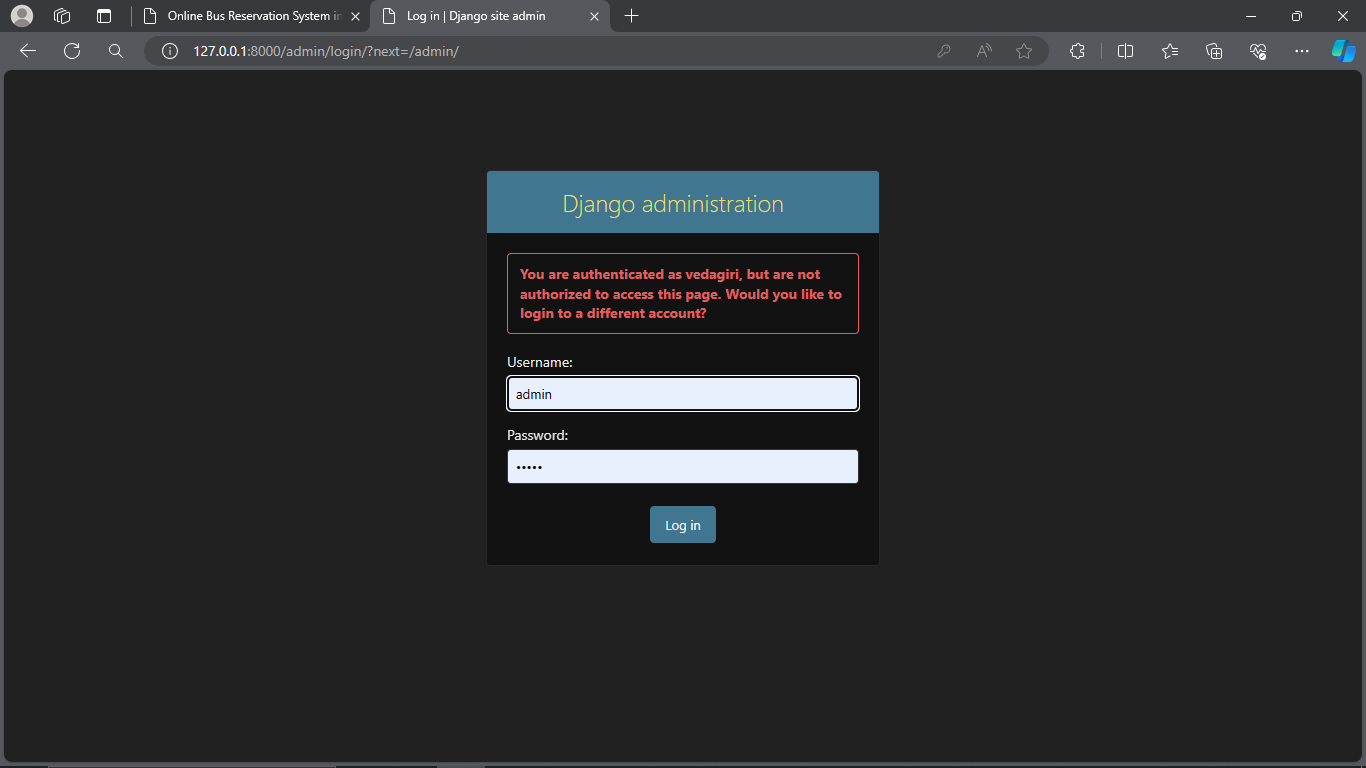 Online Bus Reservation System in
Log in | Django site admin
127.0.0.1:8000/admin/login/?next=/admin/
Django administration
You are authenticated as vedagiri, but are not
authorized to access this page. Would you like to
login to a different account?
Username:
admin
Password:
•••••
Log in